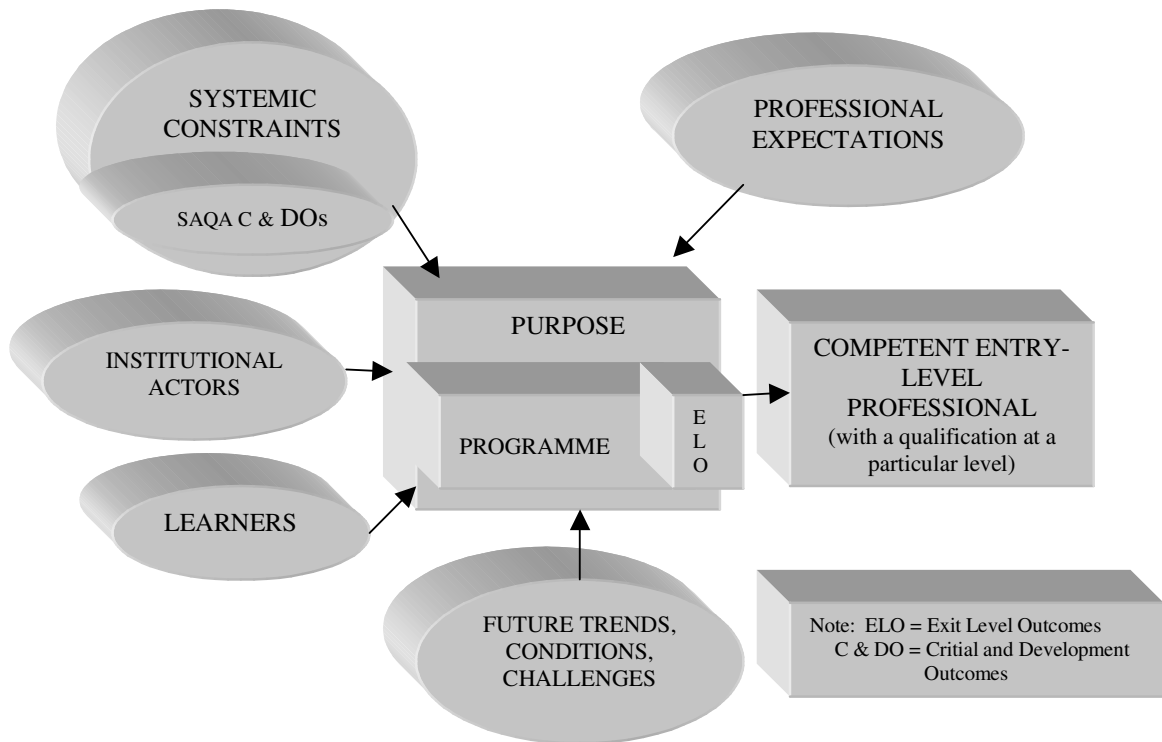 SYSTEMIC
CONSTRAINTS
SAQA C & DOs
PROFESSIONAL
EXPECTATIONS
INSTITUTIONAL
ACTORS
LEARNERS
PURPOSE
PROGRAMME
E
L
O
COMPETENT ENTRY-
LEVEL
PROFESSIONAL
(with a qualification at a
particular level)
FUTURE TRENDS,
CONDITIONS,
CHALLENGES
Note: ELO = Exit Level Outcomes
C & DO = Critial and Development
Outcomes